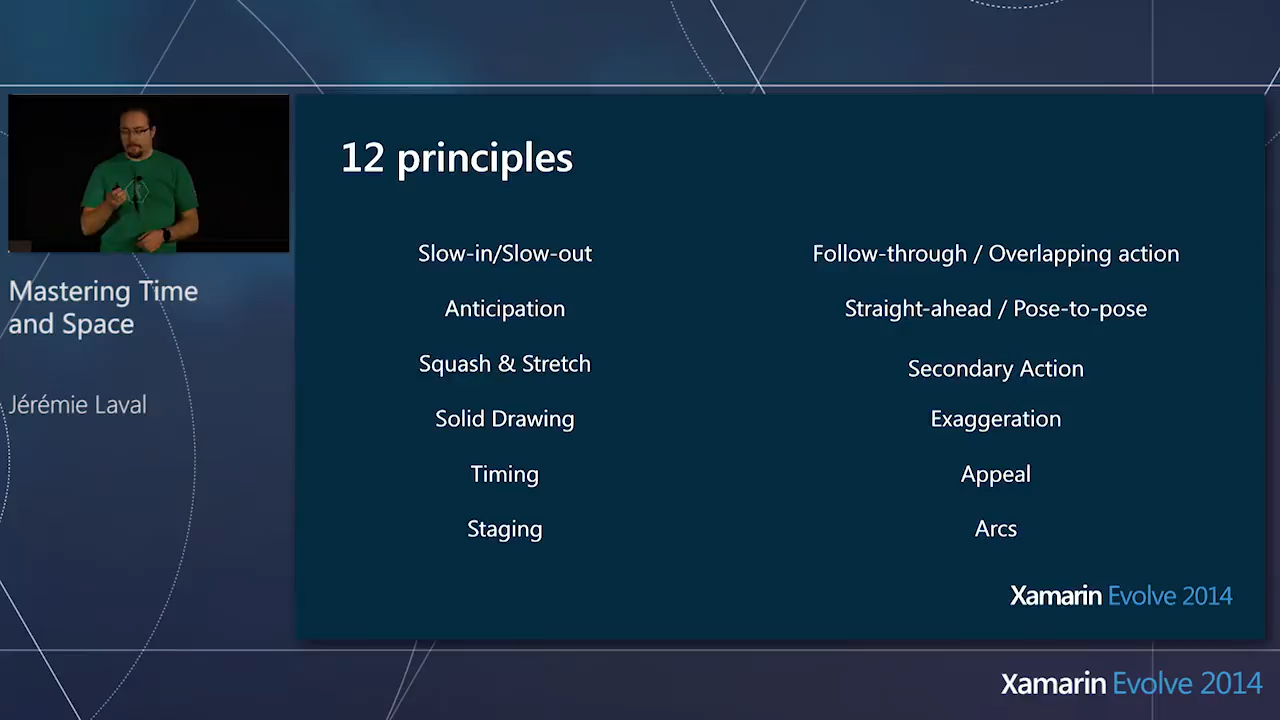 12 principles
Slow-in/Slow-out
Anticipation
Squash & Stretch
Solid Drawing
Timing
Staging
Follow-through / Overlapping action
Straight-ahead / Pose-to-pose
Secondary Action
Exaggeration
Appeal
Arcs
Xamarin Evolve 2014
Mastering Time
and Space
Jérémie Laval
Xamarin Evolve 2014